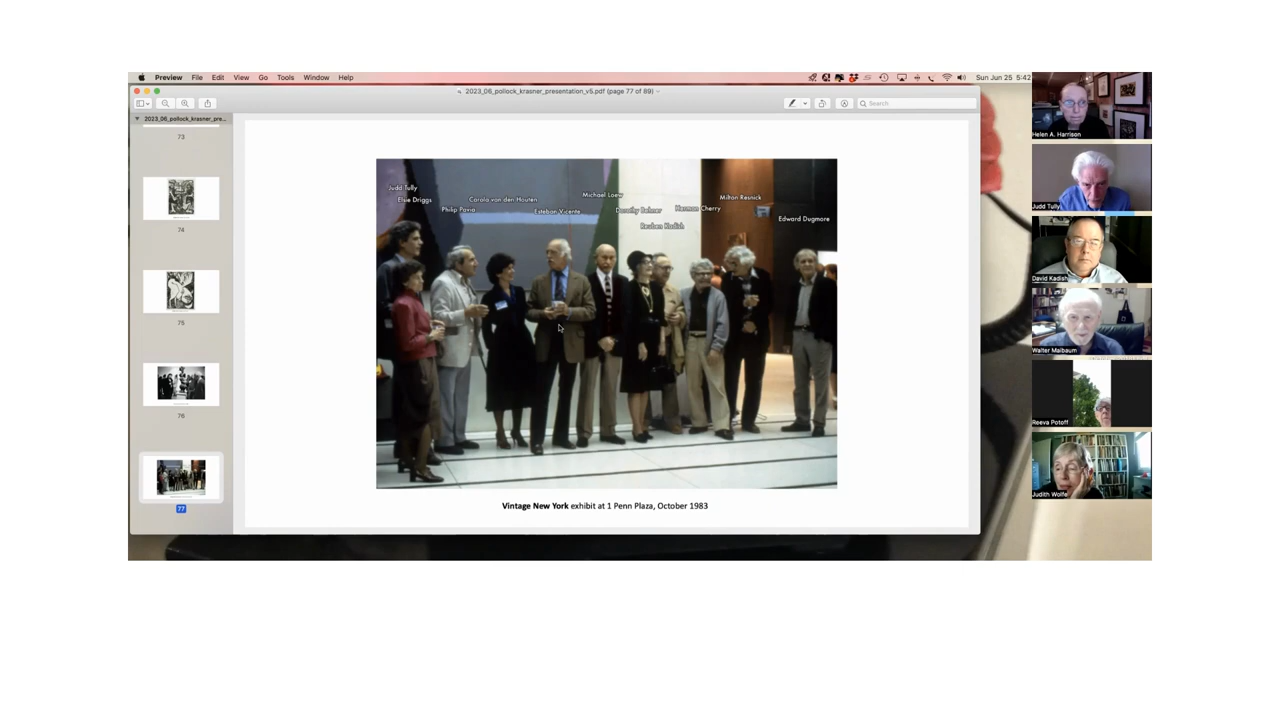 Preview File Edit View Go Tools Window Help
Sun Jun 25 5:42
2023_06_pollock_krasner_presentation_v5.pdf (page 77 of 89)
Search
2023_06_pollock_krasner_pre...
73
74
75
76
77
Judd Tully
Elsie Driggs
Philip Pavia
Carola van den Houten
Esteban Vicente
Michael Loew
Dorothy Dehner
Reuben Kadish
Herman Cherry
Milton Resnick
Edward Dugmore
Vintage New York exhibit at 1 Penn Plaza, October 1983
Helen A. Harrison
Judd Tully
David Kadish
Walter Maibaum
Reeva Potoff
Judith Wolfe